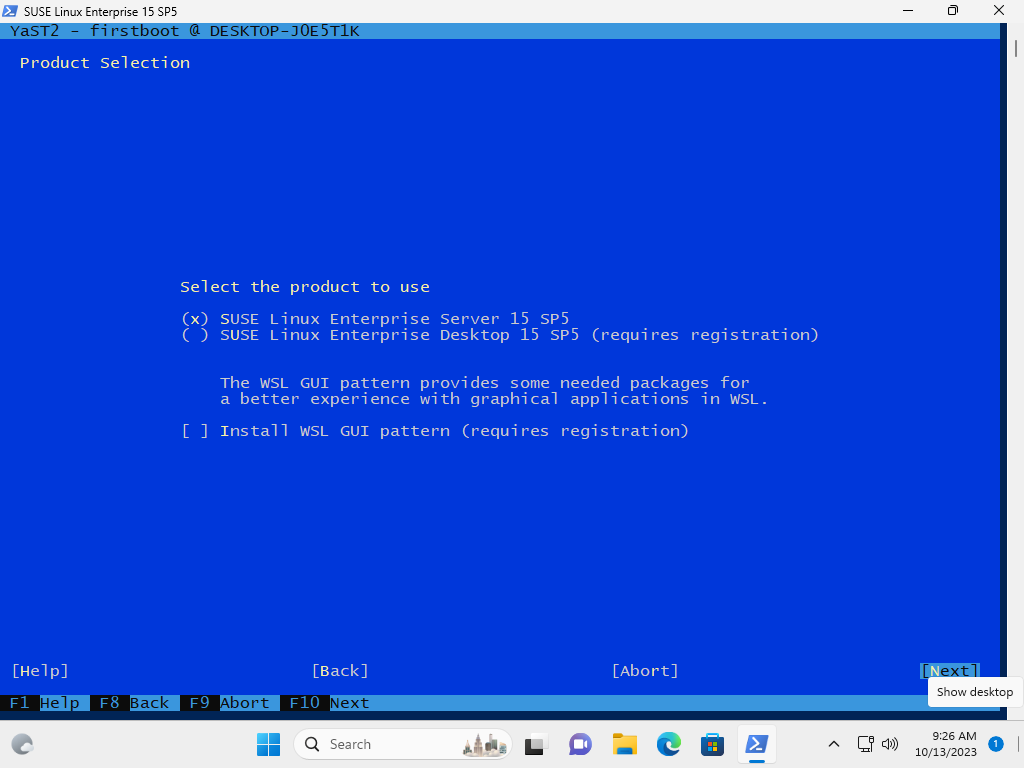 SUSE Linux Enterprise 15 SP5
YaST2 - firstboot @ DESKTOP-JOE5T1K
Product Selection
Select the product to use
(x) SUSE Linux Enterprise Server 15 SP5
( ) SUSE Linux Enterprise Desktop 15 SP5 (requires registration)
The WSL GUI pattern provides some needed packages for
a better experience with graphical applications in WSL.
[ ] Install WSL GUI pattern (requires registration)
[Help] [Back] [Abort] [Next]
Show desktop
F1 Help F8 Back F9 Abort F10 Next
Search
9:26 AM
10/13/2023
1